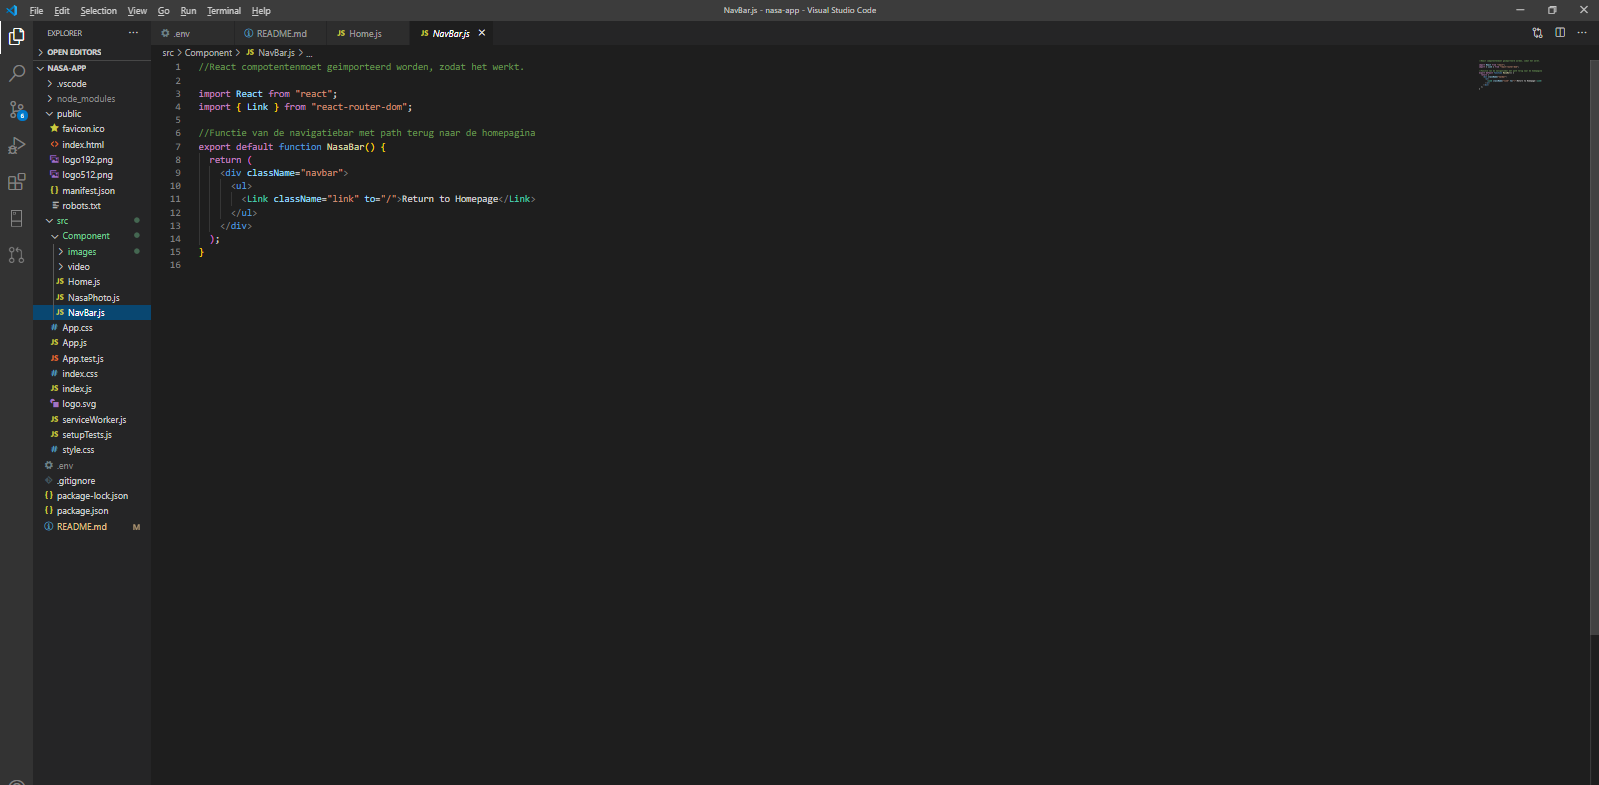 File Edit Selection View Go Run Terminal Help
NavBar.js - nasa-app - Visual Studio Code
EXPLORER
OPEN EDITORS
NASA-APP
.vscode
node_modules
public
favicon.ico
index.html
logo192.png
logo512.png
manifest.json
robots.txt
src
Component
images
video
Home.js
NasaPhoto.js
NavBar.js
App.css
App.js
App.test.js
index.css
index.js
logo.svg
serviceWorker.js
setupTests.js
style.css
.env
.gitignore
package-lock.json
package.json
README.md M
6
.env README.md Home.js NavBar.js
src > Component > NavBar.js > ...
1 //React compotentenmoet geimporteerd worden, zodat het werkt.
2
3 import React from "react";
4 import { Link } from "react-router-dom";
5
6 //Functie van de navigatiebar met path terug naar de homepagina
7 export default function NasaBar() {
8 return (
9 <div className="navbar">
10 <ul>
11 <Link className="link" to="/">Return to Homepage</Link>
12 </ul>
13 </div>
14 );
15 }
16